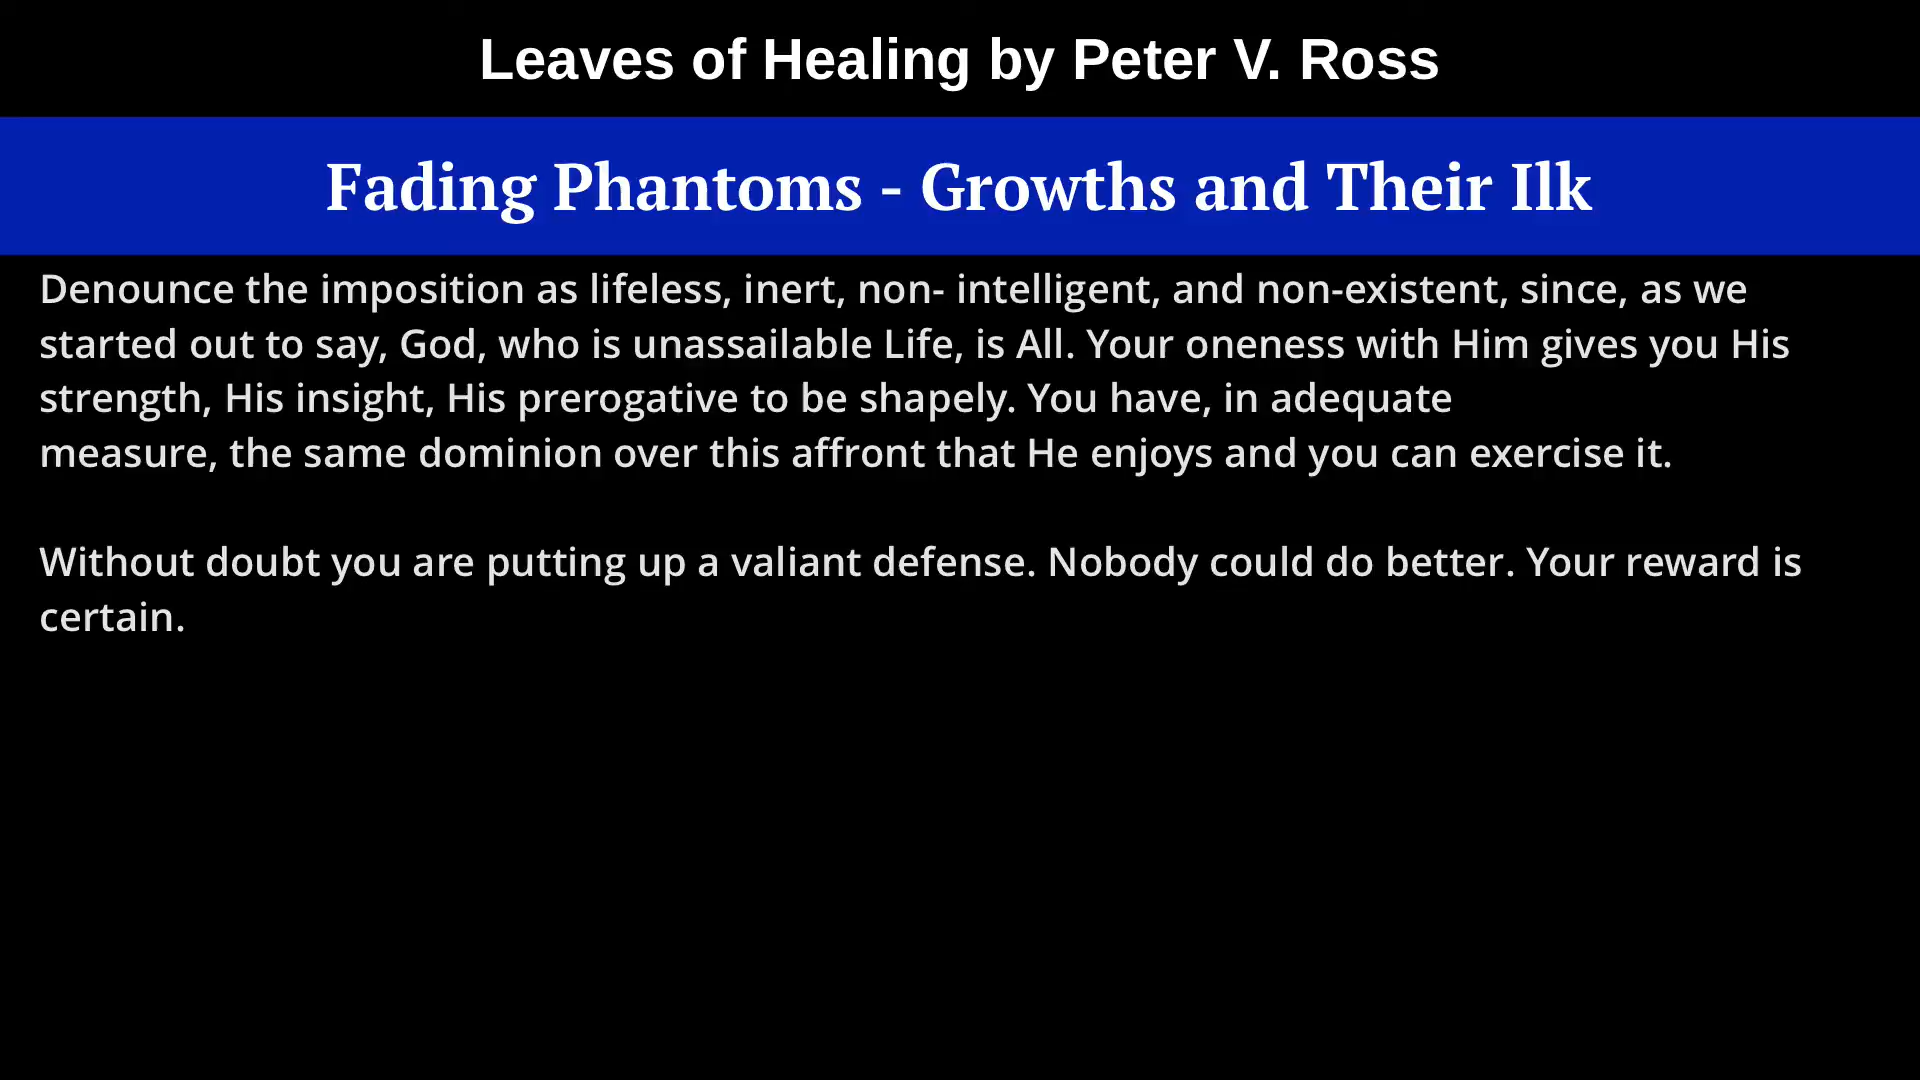 Leaves of Healing by Peter V. Ross
Fading Phantoms - Growths and Their Ilk
Denounce the imposition as lifeless, inert, non- intelligent, and non-existent, since, as we
started out to say, God, who is unassailable Life, is All. Your oneness with Him gives you His
strength, His insight, His prerogative to be shapely. You have, in adequate
measure, the same dominion over this affront that He enjoys and you can exercise it.
Without doubt you are putting up a valiant defense. Nobody could do better. Your reward is
certain.